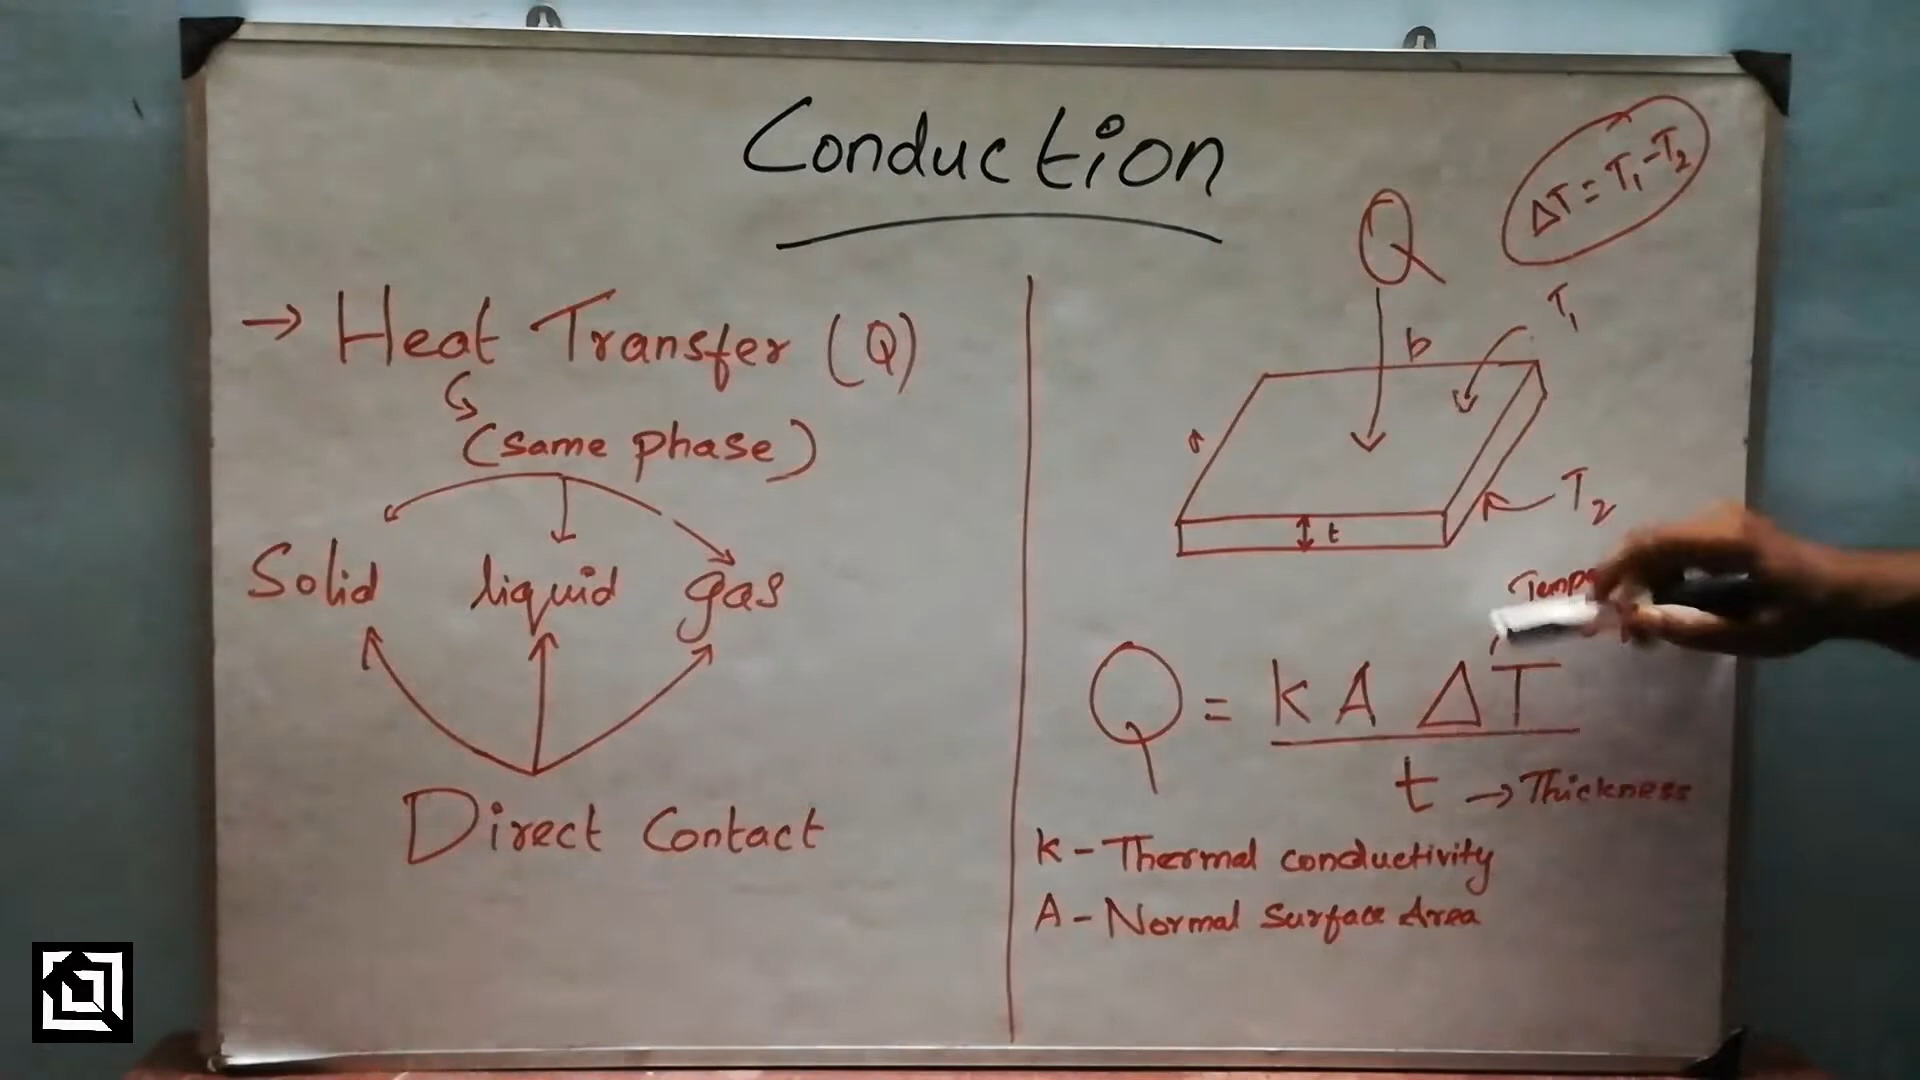 Conduction
→ Heat Transfer (Q)
(same phase)
Solid liquid gas
Direct Contact
ΔT = T₁-T₂
Q
T₁
b
t
T₂
Q = k A ΔT
t → Thickness
K - Thermal conductivity
A - Normal Surface Area